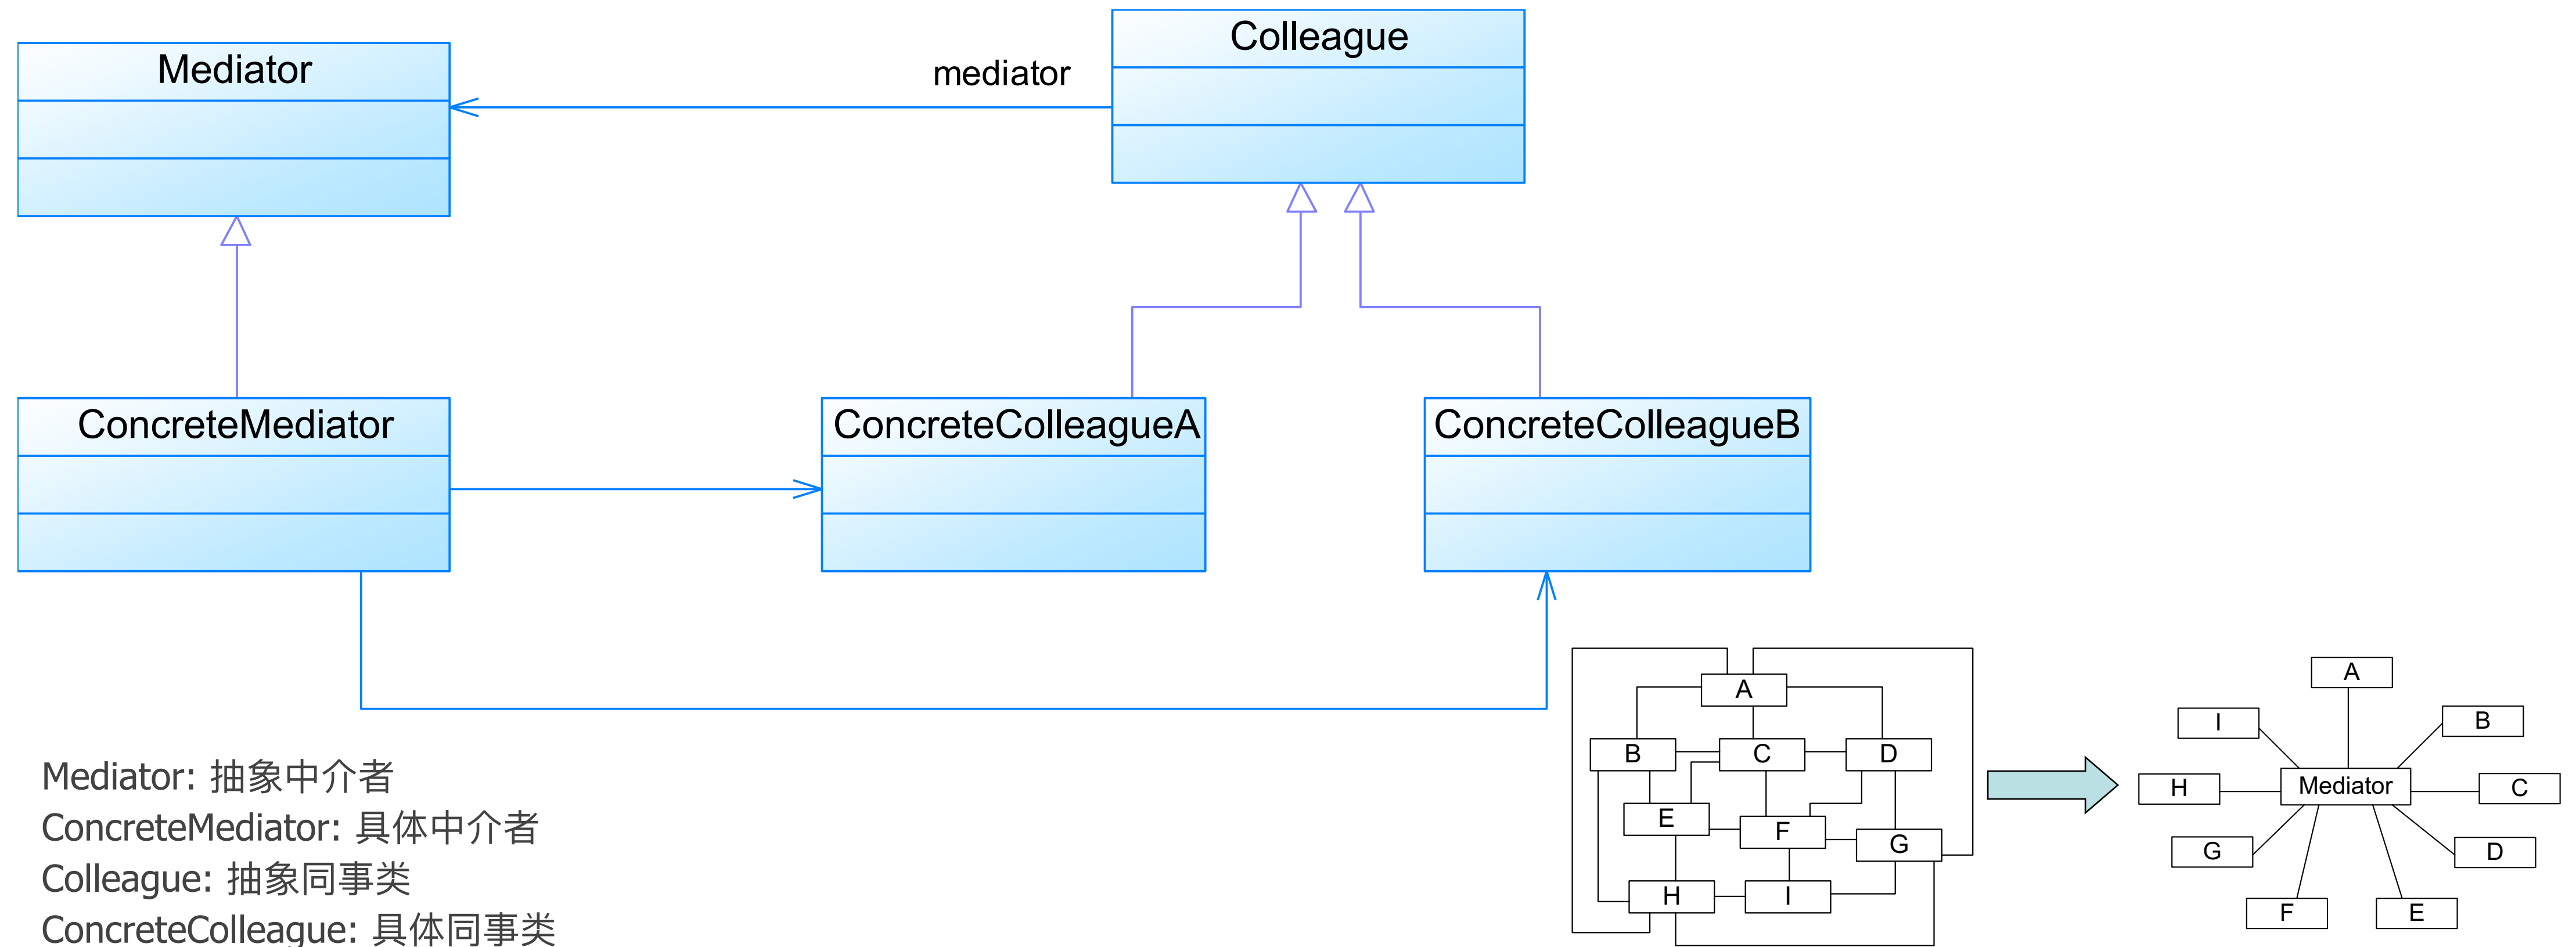 Mediator
mediator
Colleague
ConcreteMediator
ConcreteColleagueA
ConcreteColleagueB
Mediator: 抽象中介者
ConcreteMediator: 具体中介者
Colleague: 抽象同事类
ConcreteColleague: 具体同事类
A
B
C
D
E
F
G
H
I
A
I
B
H
Mediator
C
G
D
F
E